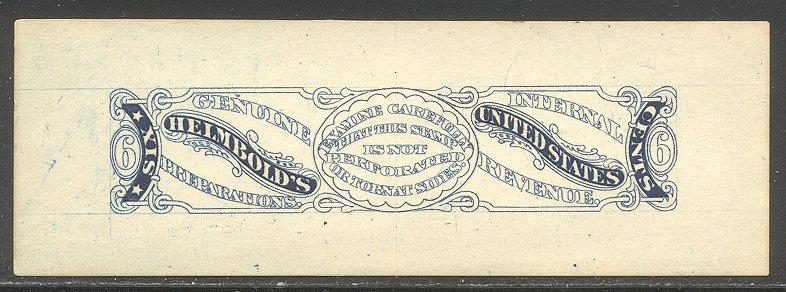 SIX
6
GENUINE
HELMBOLD'S
PREPARATIONS.
EXAMINE CAREFULLY
THAT THIS STAMP
IS NOT
PERFORATED
OR TORN AT SIDES.
INTERNAL
UNITED STATES
REVENUE.
CENTS
6